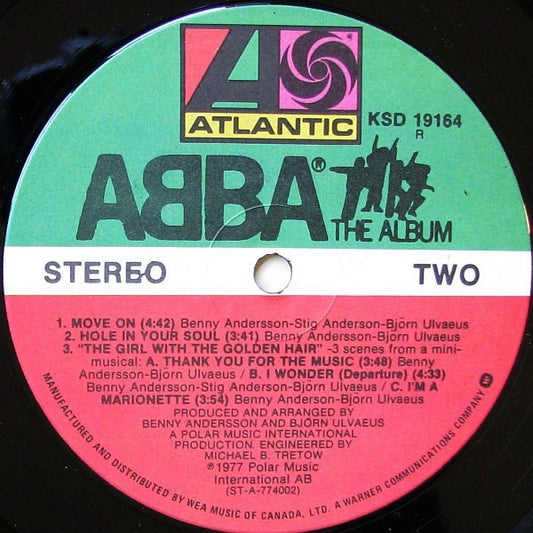 ATLANTIC
KSD 19164
R
ABBA®
THE ALBUM
STEREO
TWO
1. MOVE ON (4:42) Benny Andersson-Stig Anderson-Björn Ulvaeus
2. HOLE IN YOUR SOUL (3:41) Benny Andersson-Björn Ulvaeus
3. "THE GIRL WITH THE GOLDEN HAIR" -3 scenes from a mini-
musical: A. THANK YOU FOR THE MUSIC (3:48) Benny
Andersson-Björn Ulvaeus / B. I WONDER (Departure) (4:33)
Benny Andersson-Stig Anderson-Björn Ulvaeus / C. I'M A
MARIONETTE (3:54) Benny Andersson-Björn Ulvaeus
PRODUCED AND ARRANGED BY
BENNY ANDERSSON AND BJÖRN ULVAEUS
A POLAR MUSIC INTERNATIONAL
PRODUCTION. ENGINEERED BY
MICHAEL B. TRETOW
℗1977 Polar Music
International AB
(ST-A-774002)
MANUFACTURED AND DISTRIBUTED BY WEA MUSIC OF CANADA, LTD. A WARNER COMMUNICATIONS COMPANY